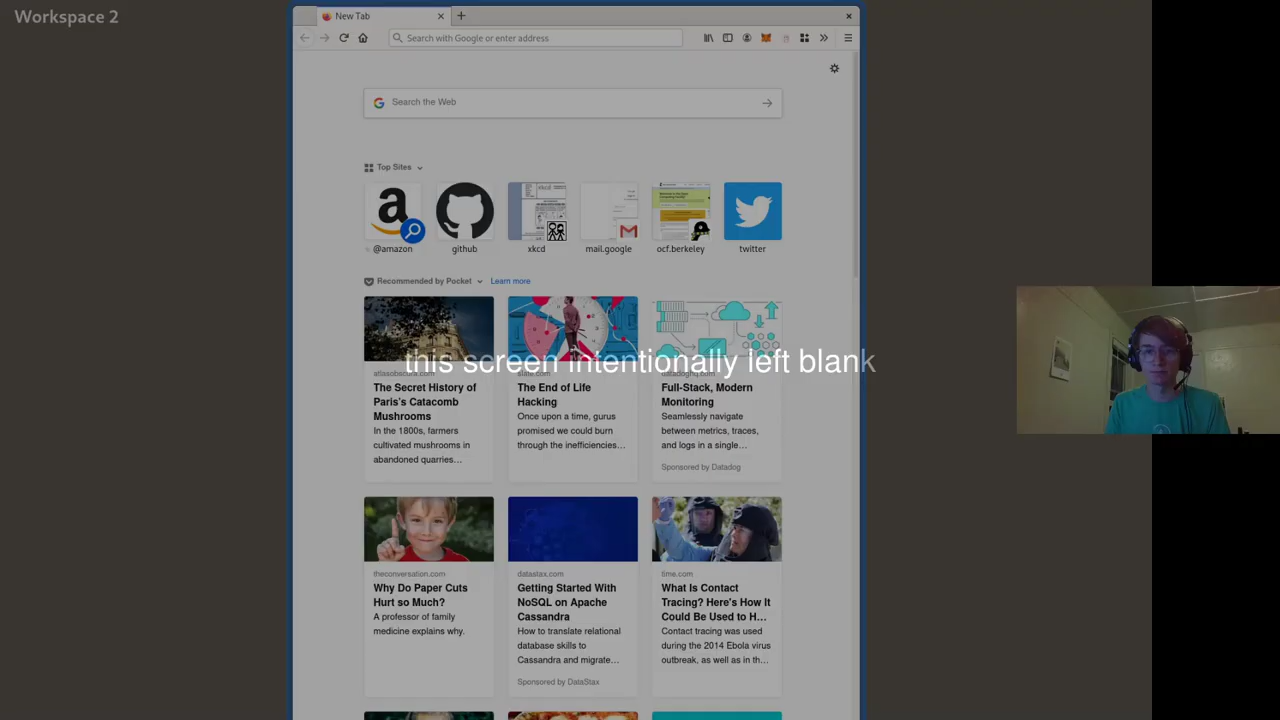 Workspace 2
New Tab
Search with Google or enter address
Search the Web
Top Sites
@amazon
github
xkcd
mail.google
ocf.berkeley
twitter
Recommended by Pocket
Learn more
this screen intentionally left blank
atlasobscura.com
The Secret History of
Paris's Catacomb
Mushrooms
In the 1800s, farmers
cultivated mushrooms in
abandoned quarries…
slate.com
The End of Life
Hacking
Once upon a time, gurus
promised we could burn
through the inefficiencies…
datadoghq.com
Full-Stack, Modern
Monitoring
Seamlessly navigate
between metrics, traces,
and logs in a single…
Sponsored by Datadog
theconversation.com
Why Do Paper Cuts
Hurt so Much?
A professor of family
medicine explains why.
datastax.com
Getting Started With
NoSQL on Apache
Cassandra
How to translate relational
database skills to
Cassandra and migrate…
Sponsored by DataStax
time.com
What Is Contact
Tracing? Here's How It
Could Be Used to H…
Contact tracing was used
during the 2014 Ebola virus
outbreak, as well as in th…